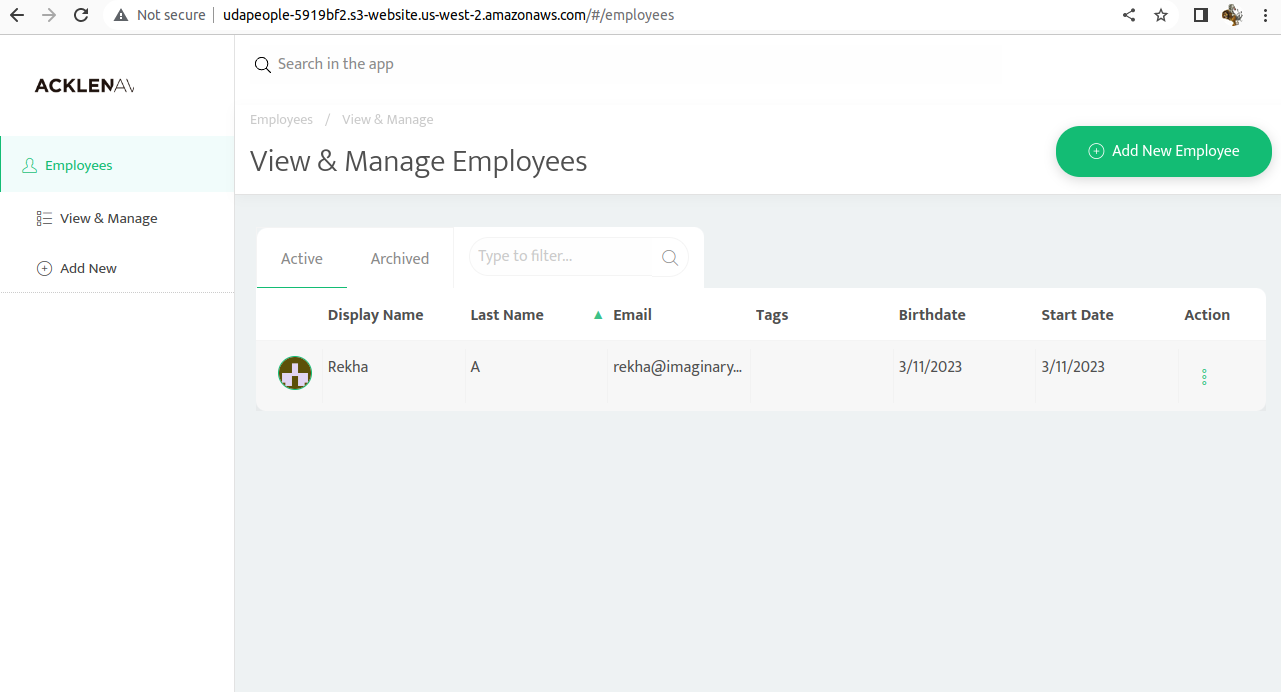 Not secure udapeople-5919bf2.s3-website.us-west-2.amazonaws.com/#/employees
ACKLENAV
Search in the app
Employees / View & Manage
View & Manage Employees
Add New Employee
Employees
View & Manage
Add New
Active Archived Type to filter...
Display Name Last Name ▲ Email Tags Birthdate Start Date Action
Rekha A rekha@imaginary... 3/11/2023 3/11/2023